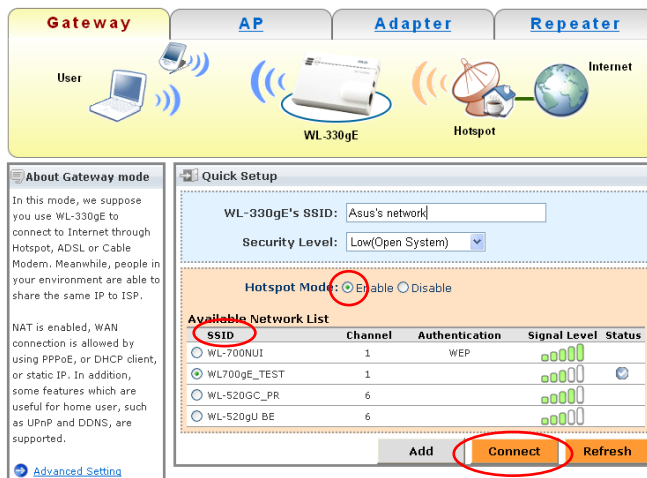 Gateway
AP
Adapter
Repeater
User
Internet
WL-330gE
Hotspot
About Gateway mode
In this mode, we suppose
you use WL-330gE to
connect to Internet through
Hotspot, ADSL or Cable
Modem. Meanwhile, people in
your environment are able to
share the same IP to ISP.
NAT is enabled, WAN
connection is allowed by
using PPPoE, or DHCP client,
or static IP. In addition,
some features which are
useful for home user, such
as UPnP and DDNS, are
supported.
Advanced Setting
Quick Setup
WL-330gE's SSID: Asus's network
Security Level: Low(Open System)
Hotspot Mode: Enable Disable
Available Network List
SSID Channel Authentication Signal Level Status
WL-700NUI 1 WEP
WL700gE_TEST 1
WL-520GC_PR 6
WL-520gU BE 6
Add Connect Refresh